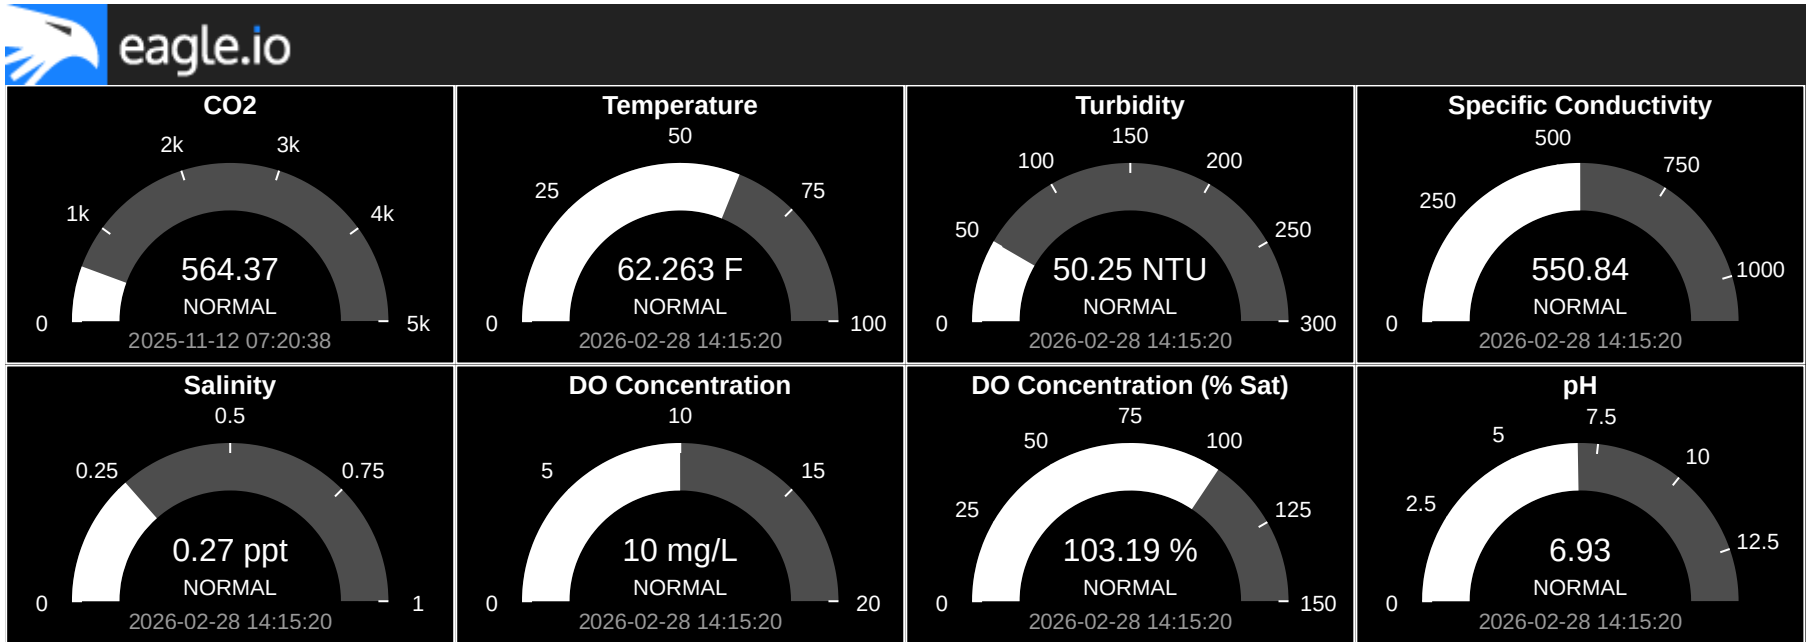 eagle.io
CO2
0
1k
2k
3k
4k
5k
564.37
NORMAL
2025-11-12 07:20:38
Temperature
0
25
50
75
100
62.263 F
NORMAL
2026-02-28 14:15:20
Turbidity
0
50
100
150
200
250
300
50.25 NTU
NORMAL
2026-02-28 14:15:20
Specific Conductivity
0
250
500
750
1000
550.84
NORMAL
2026-02-28 14:15:20
Salinity
0
0.25
0.5
0.75
1
0.27 ppt
NORMAL
2026-02-28 14:15:20
DO Concentration
0
5
10
15
20
10 mg/L
NORMAL
2026-02-28 14:15:20
DO Concentration (% Sat)
0
25
50
75
100
125
150
103.19 %
NORMAL
2026-02-28 14:15:20
pH
0
2.5
5
7.5
10
12.5
6.93
NORMAL
2026-02-28 14:15:20